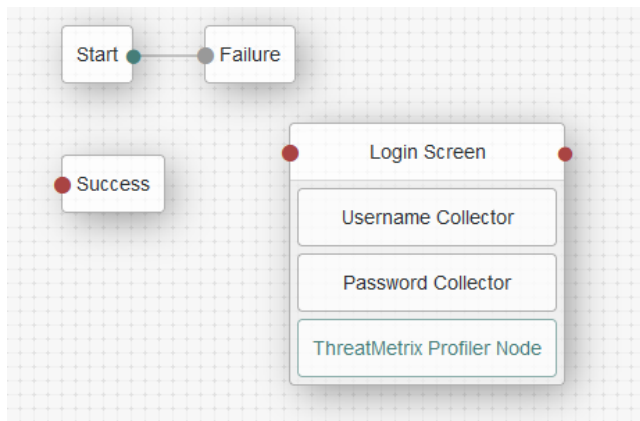 Start
Failure
Success
Login Screen
Username Collector
Password Collector
ThreatMetrix Profiler Node